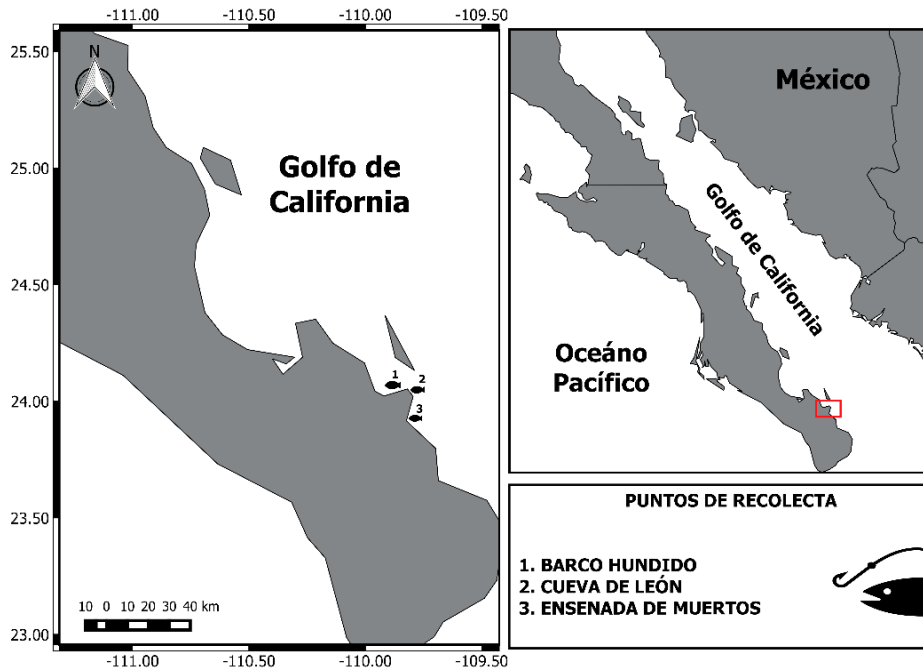 -111.00 -110.50 -110.00 -109.50
25.50
25.00
24.50
24.00
23.50
23.00
N
Golfo de
California
1
2
3
10 0 10 20 30 40 km
-111.00 -110.50 -110.00 -109.50
México
Golfo de California
Oceáno
Pacífico
PUNTOS DE RECOLECTA
1. BARCO HUNDIDO
2. CUEVA DE LEÓN
3. ENSENADA DE MUERTOS